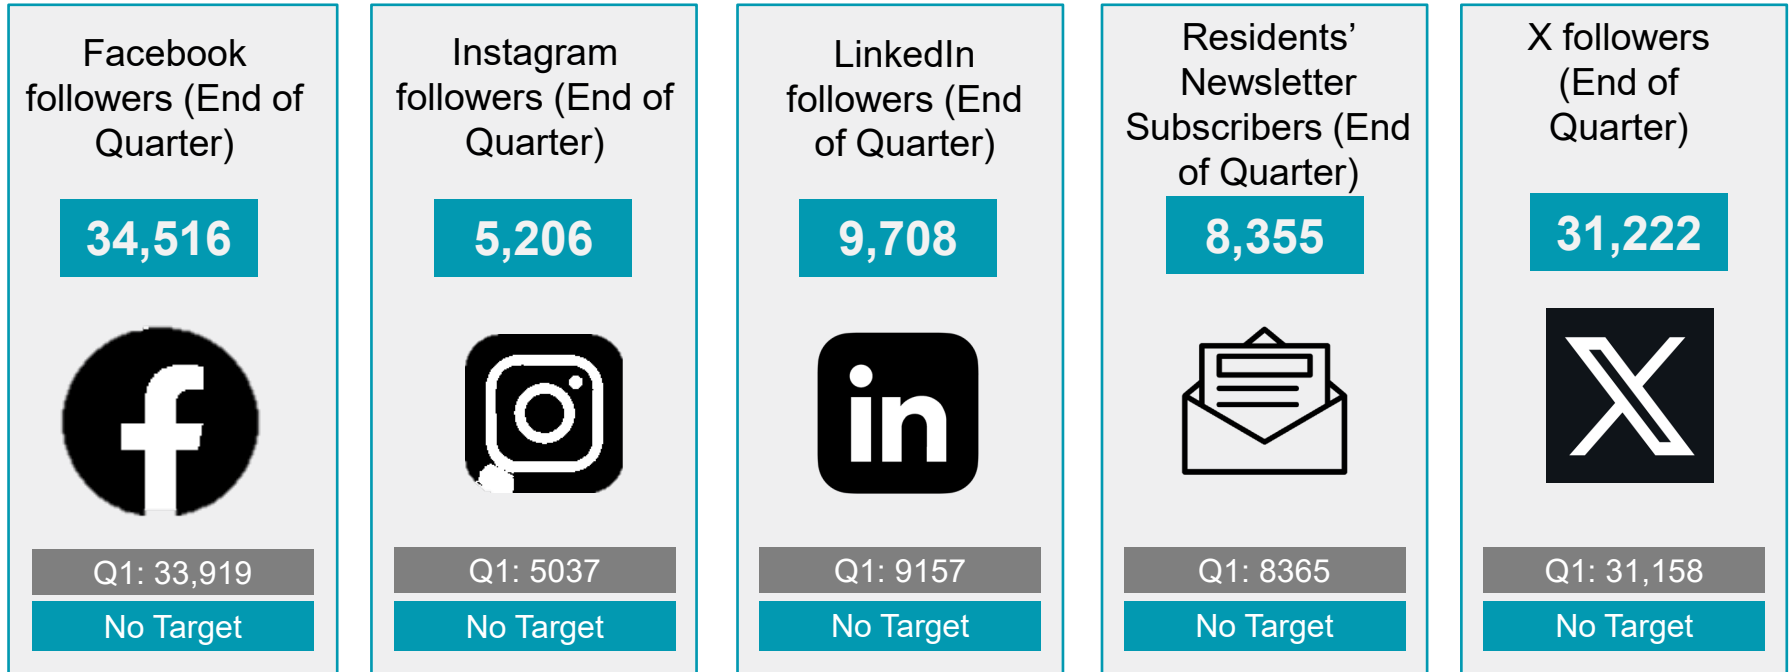 Facebook
followers (End of
Quarter)
34,516
f
Q1: 33,919
No Target
Instagram
followers (End of
Quarter)
5,206
Q1: 5037
No Target
LinkedIn
followers (End
of Quarter)
9,708
in
Q1: 9157
No Target
Residents’
Newsletter
Subscribers (End
of Quarter)
8,355
Q1: 8365
No Target
X followers
(End of
Quarter)
31,222
X
Q1: 31,158
No Target